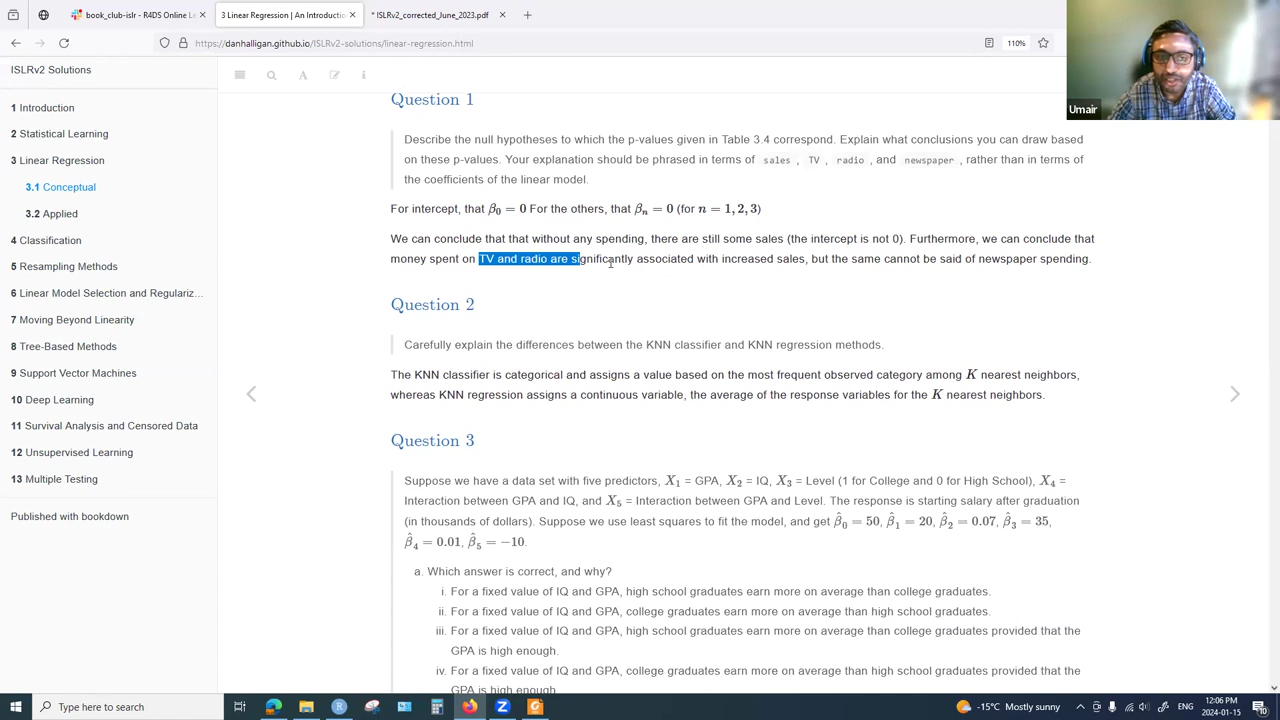 book_club-islr - R4DS Online Le
3 Linear Regression | An Introductio
* ISLRv2_corrected_June_2023.pdf
https://danhalligan.github.io/ISLRv2-solutions/linear-regression.html
110%
Umair
ISLRv2 Solutions
1 Introduction
2 Statistical Learning
3 Linear Regression
3.1 Conceptual
3.2 Applied
4 Classification
5 Resampling Methods
6 Linear Model Selection and Regulariz...
7 Moving Beyond Linearity
8 Tree-Based Methods
9 Support Vector Machines
10 Deep Learning
11 Survival Analysis and Censored Data
12 Unsupervised Learning
13 Multiple Testing
Published with bookdown
Question 1
Describe the null hypotheses to which the p-values given in Table 3.4 correspond. Explain what conclusions you can draw based
on these p-values. Your explanation should be phrased in terms of sales , TV , radio , and newspaper , rather than in terms of
the coefficients of the linear model.
For intercept, that β₀ = 0 For the others, that βₙ = 0 (for n = 1, 2, 3)
We can conclude that that without any spending, there are still some sales (the intercept is not 0). Furthermore, we can conclude that
money spent on TV and radio are significantly associated with increased sales, but the same cannot be said of newspaper spending.
Question 2
Carefully explain the differences between the KNN classifier and KNN regression methods.
The KNN classifier is categorical and assigns a value based on the most frequent observed category among K nearest neighbors,
whereas KNN regression assigns a continuous variable, the average of the response variables for the K nearest neighbors.
Question 3
Suppose we have a data set with five predictors, X₁ = GPA, X₂ = IQ, X₃ = Level (1 for College and 0 for High School), X₄ =
Interaction between GPA and IQ, and X₅ = Interaction between GPA and Level. The response is starting salary after graduation
(in thousands of dollars). Suppose we use least squares to fit the model, and get β̂₀ = 50, β̂₁ = 20, β̂₂ = 0.07, β̂₃ = 35,
β̂₄ = 0.01, β̂₅ = −10.
a. Which answer is correct, and why?
i. For a fixed value of IQ and GPA, high school graduates earn more on average than college graduates.
ii. For a fixed value of IQ and GPA, college graduates earn more on average than high school graduates.
iii. For a fixed value of IQ and GPA, high school graduates earn more on average than college graduates provided that the
GPA is high enough.
iv. For a fixed value of IQ and GPA, college graduates earn more on average than high school graduates provided that the
GPA is high enough
Type here to search
-15°C Mostly sunny
ENG
12:06 PM
2024-01-15